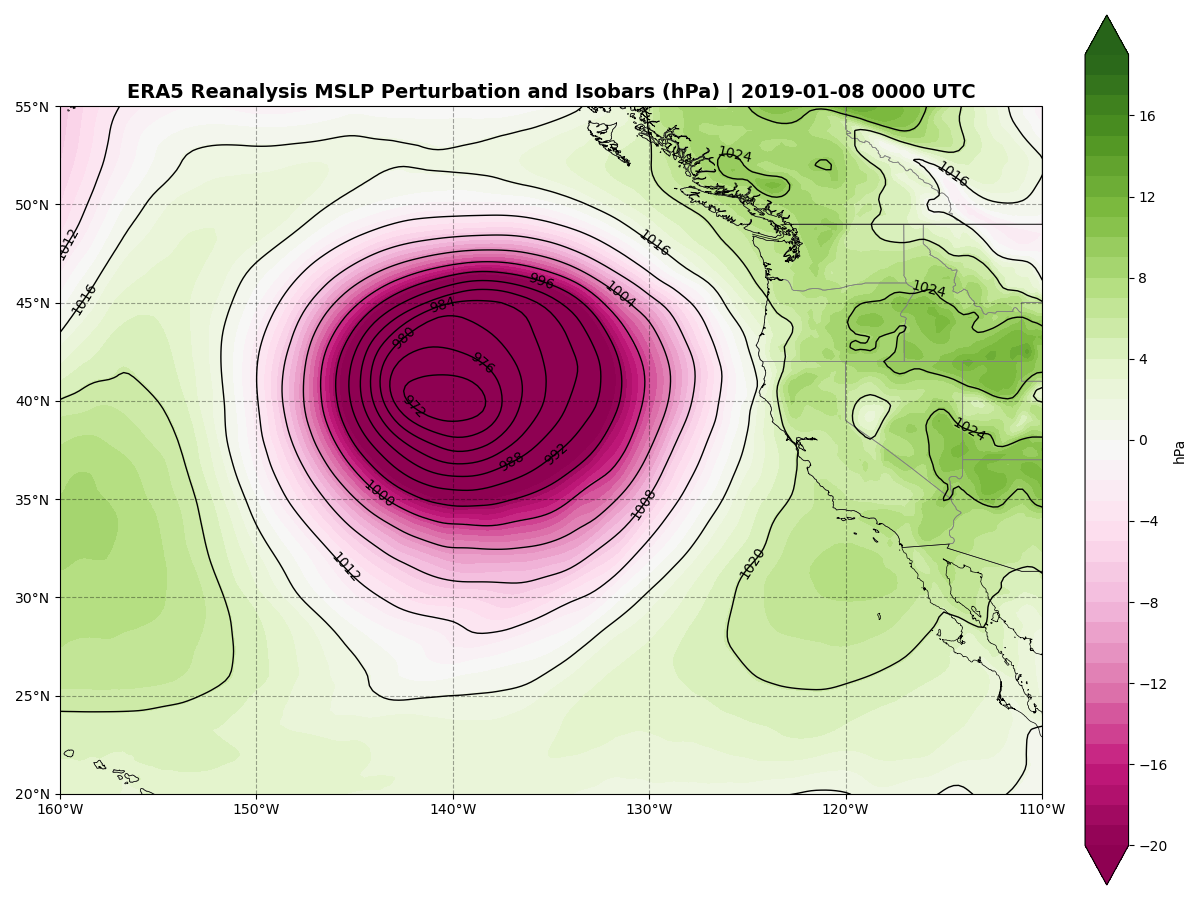 ERA5 Reanalysis MSLP Perturbation and Isobars (hPa) | 2019-01-08 0000 UTC
55°N
50°N
45°N
40°N
35°N
30°N
25°N
20°N
160°W
150°W
140°W
130°W
120°W
110°W
1024
1016
1012
1016
1016
996
1004
1024
984
980
976
972
1024
992
988
1000
1008
1012
1020
16
12
8
4
0
−4
−8
−12
−16
−20
hPa